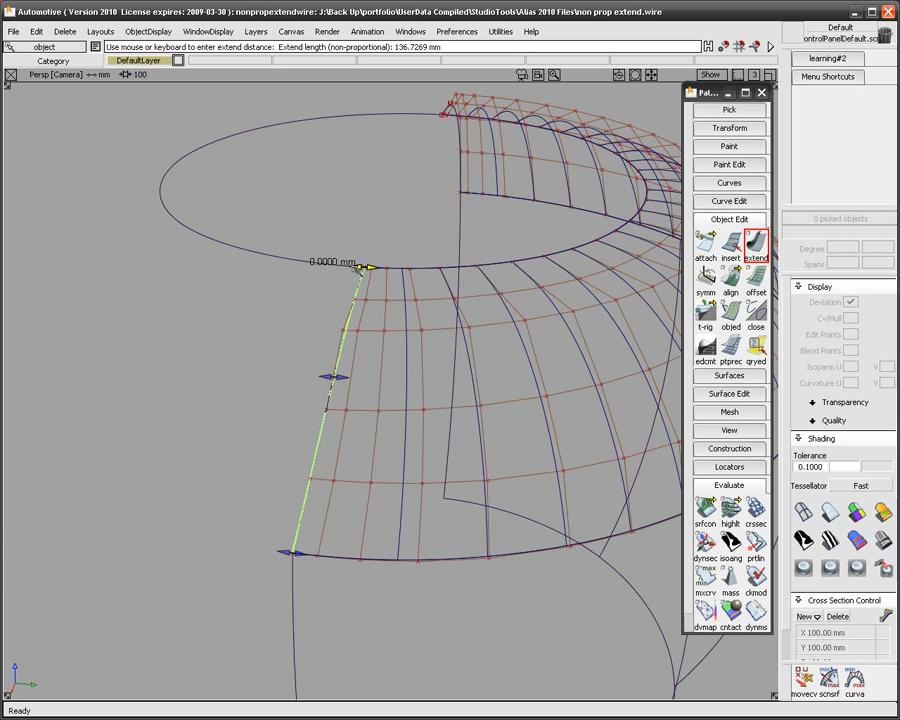 Automotive ( Version 2010 License expires: 2009-03-30 ): nonpropextendwire: J:\Back Up\portfolio\UserData Compiled\StudioTools\Alias 2010 Files\non prop extend.wire
File Edit Delete Layouts ObjectDisplay WindowDisplay Layers Canvas Render Animation Windows Preferences Utilities Help
object Use mouse or keyboard to enter extend distance: Extend length (non-proportional): 136.7269 mm
Category DefaultLayer
Persp [Camera] mm 100 Show 3
Default
ontrolPanelDefault.sc
learning#2
Menu Shortcuts
Pal...
Pick
Transform
Paint
Paint Edit
Curves
Curve Edit
Object Edit
attach insert extend
symm align offset
t-rig objed close
edcmt ptprec qryed
Surfaces
Surface Edit
Mesh
View
Construction
Locators
Evaluate
srfcon highlt crssec
dynsec isoang prtlin
max
min
mxcrv mass ckmod
dvmap cntact dynms
0.0000 mm
0 picked objects
Degree
Spans
Display
Deviation
Cv/Hull
Edit Points
Blend Points
Isoparm U V
Curvature U V
Transparency
Quality
Shading
Tolerance
0.1000
Tessellator Fast
Cross Section Control
New Delete
X 100.00 mm
Y 100.00 mm
movecv scnsrf curva
Ready